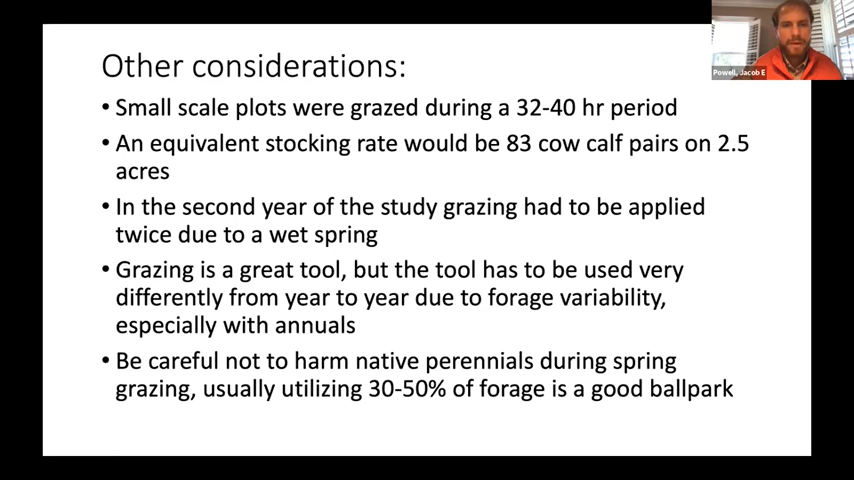 Other considerations:
• Small scale plots were grazed during a 32-40 hr period
• An equivalent stocking rate would be 83 cow calf pairs on 2.5
acres
• In the second year of the study grazing had to be applied
twice due to a wet spring
• Grazing is a great tool, but the tool has to be used very
differently from year to year due to forage variability,
especially with annuals
• Be careful not to harm native perennials during spring
grazing, usually utilizing 30-50% of forage is a good ballpark
Powell, Jacob E